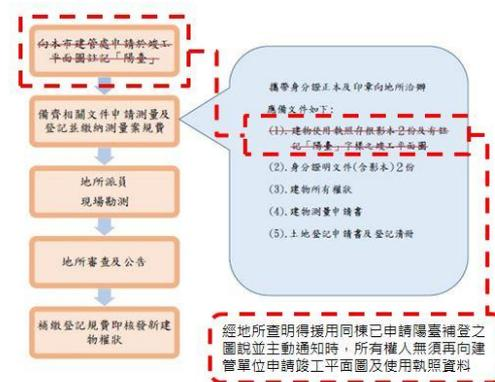 向本市建管處申請於竣工
平面圖註記「陽臺」
備齊相關文件申請測量及
登記並繳納測量案規費
地所派員
現場勘測
地所審查及公告
補繳登記規費即核發新建
物權狀
攜帶身分證正本及印章向地所洽辦
應備文件如下:
(1). 建物使用執照存根影本2份及有註
記「陽臺」字樣之竣工平面圖
(2). 身分證明文件(含影本)2份
(3). 建物所有權狀
(4). 建物測量申請書
(5). 土地登記申請書及登記清冊
經地所查明得援用同棟已申請陽臺補登之
圖說並主動通知時,所有權人無須再向建
管單位申請竣工平面圖及使用執照資料